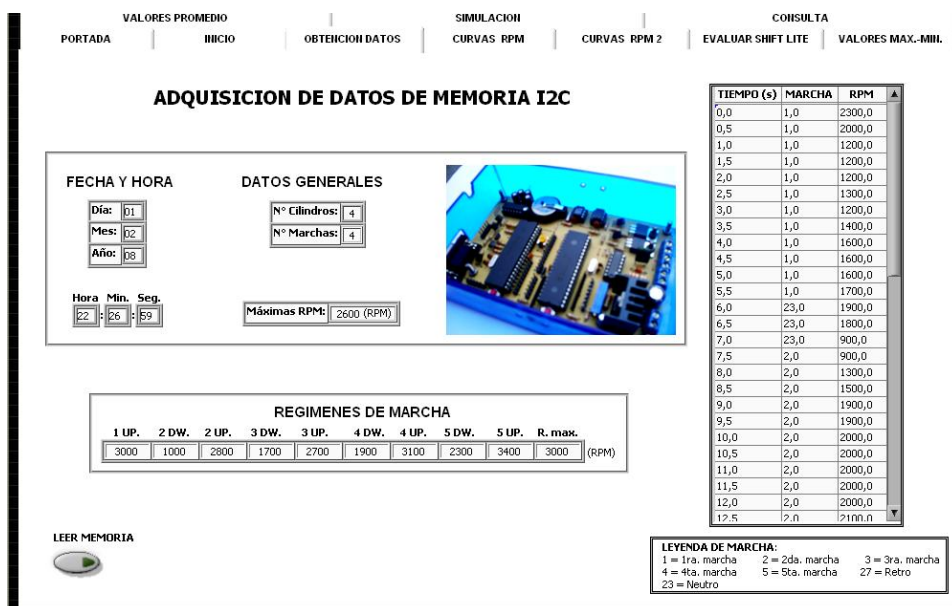 VALORES PROMEDIO SIMULACION CONSULTA
PORTADA INICIO OBTENCION DATOS CURVAS RPM CURVAS RPM 2 EVALUAR SHIFT LITE VALORES MAX.-MIN.
ADQUISICION DE DATOS DE MEMORIA I2C
FECHA Y HORA
Día: 01
Mes: 02
Año: 08
Hora Min. Seg.
22 : 26 : 59
DATOS GENERALES
N° Cilindros: 4
N° Marchas: 4
Máximas RPM: 2600 (RPM)
REGIMENES DE MARCHA
1 UP. 2 DW. 2 UP. 3 DW. 3 UP. 4 DW. 4 UP. 5 DW. 5 UP. R. max.
3000 1000 2800 1700 2700 1900 3100 2300 3400 3000 (RPM)
LEER MEMORIA
TIEMPO (s) MARCHA RPM
0,0 1,0 2300,0
0,5 1,0 2000,0
1,0 1,0 1200,0
1,5 1,0 1200,0
2,0 1,0 1200,0
2,5 1,0 1300,0
3,0 1,0 1200,0
3,5 1,0 1400,0
4,0 1,0 1600,0
4,5 1,0 1600,0
5,0 1,0 1600,0
5,5 1,0 1700,0
6,0 23,0 1900,0
6,5 23,0 1800,0
7,0 23,0 900,0
7,5 2,0 900,0
8,0 2,0 1300,0
8,5 2,0 1500,0
9,0 2,0 1900,0
9,5 2,0 1900,0
10,0 2,0 2000,0
10,5 2,0 2000,0
11,0 2,0 2000,0
11,5 2,0 2000,0
12,0 2,0 2000,0
12,5 2,0 2100,0
LEYENDA DE MARCHA:
1 = 1ra. marcha 2 = 2da. marcha 3 = 3ra. marcha
4 = 4ta. marcha 5 = 5ta. marcha 27 = Retro
23 = Neutro